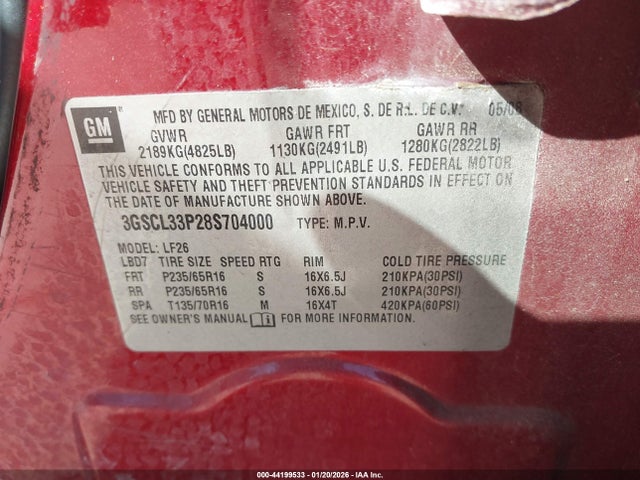 GM
MFD BY GENERAL MOTORS DE MEXICO, S. DE R.L. DE C.V. 05/08
GVWR GAWR FRT GAWR RR
2189KG(4825LB) 1130KG(2491LB) 1280KG(2822LB)
THIS VEHICLE CONFORMS TO ALL APPLICABLE U.S. FEDERAL MOTOR
VEHICLE SAFETY AND THEFT PREVENTION STANDARDS IN EFFECT ON
THE DATE OF MANUFACTURE SHOWN ABOVE.
3GSCL33P28S704000 TYPE: M.P.V.
MODEL: LF26
LBD7 TIRE SIZE SPEED RTG RIM COLD TIRE PRESSURE
FRT P235/65R16 S 16X6.5J 210KPA(30PSI)
RR P235/65R16 S 16X6.5J 210KPA(30PSI)
SPA T135/70R16 M 16X4T 420KPA(60PSI)
SEE OWNER'S MANUAL FOR MORE INFORMATION.
000-44199533 - 01/20/2026 - IAA Inc.